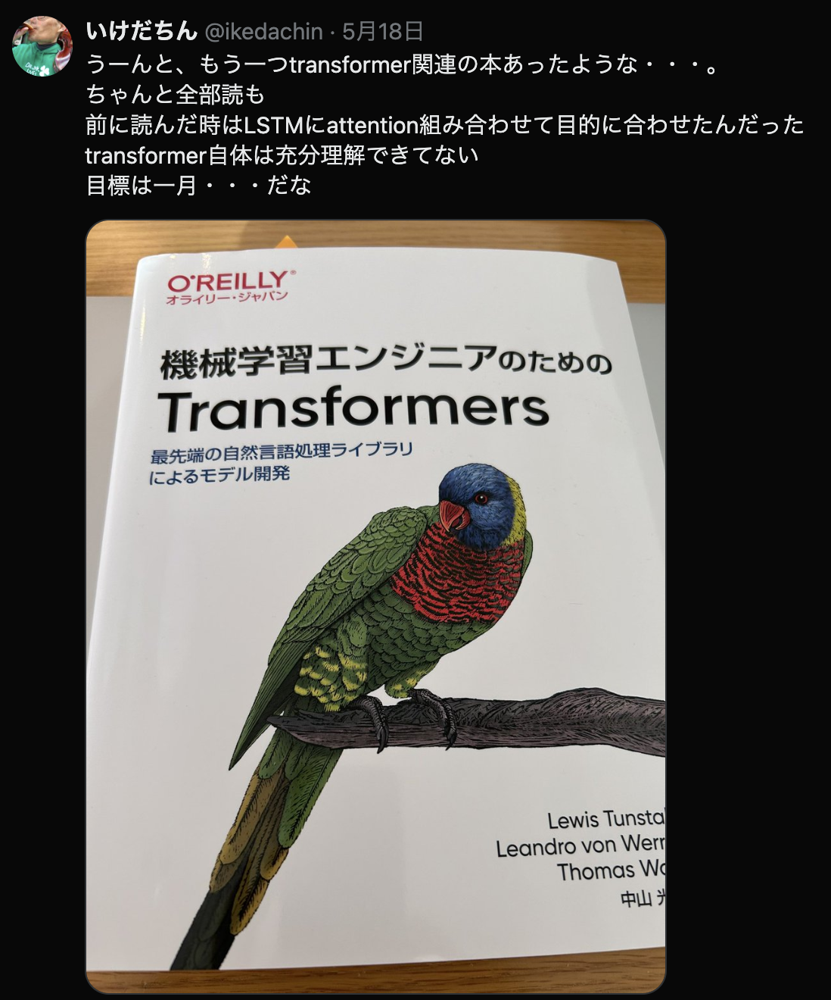 いけだちん @ikedachin · 5月18日
うーんと、もう一つtransformer関連の本あったような・・・。
ちゃんと全部読も
前に読んだ時はLSTMにattention組み合わせて目的に合わせたんだった
transformer自体は充分理解できてない
目標は一月・・・だな
O'REILLY®
オライリー・ジャパン
機械学習エンジニアのための
Transformers
最先端の自然言語処理ライブラリ
によるモデル開発
Lewis Tunsta
Leandro von Werr
Thomas Wo
中山